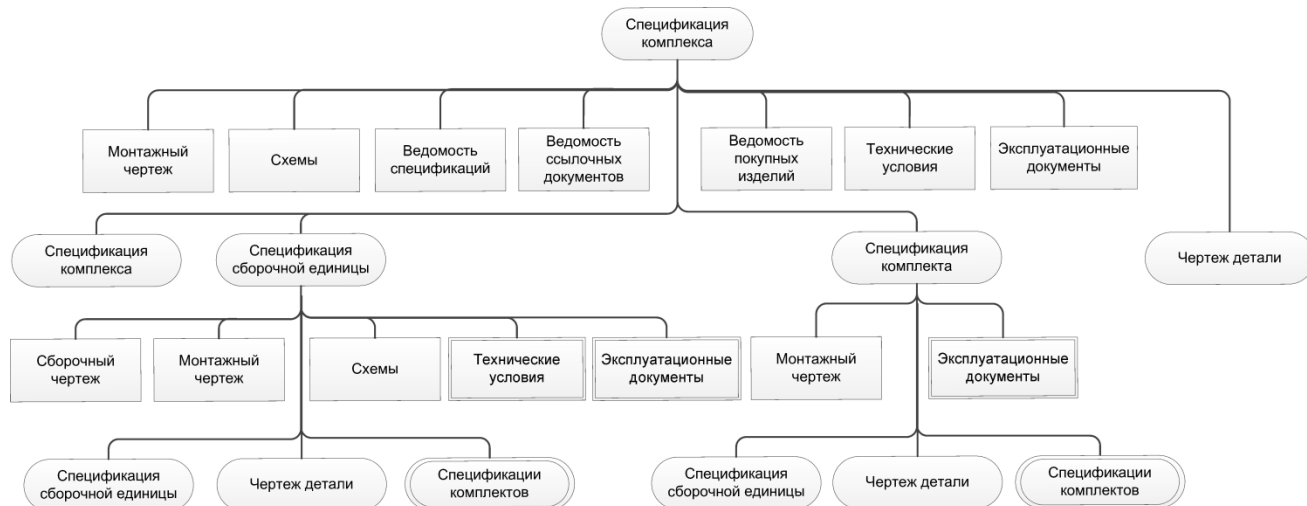 Спецификация
комплекса
Монтажный
чертеж
Схемы
Ведомость
спецификаций
Ведомость
ссылочных
документов
Ведомость
покупных
изделий
Технические
условия
Эксплуатационные
документы
Спецификация
комплекса
Спецификация
сборочной единицы
Спецификация
комплекта
Чертеж детали
Сборочный
чертеж
Монтажный
чертеж
Схемы
Технические
условия
Эксплуатационные
документы
Монтажный
чертеж
Эксплуатационные
документы
Спецификация
сборочной единицы
Чертеж детали
Спецификации
комплектов
Спецификация
сборочной единицы
Чертеж детали
Спецификации
комплектов